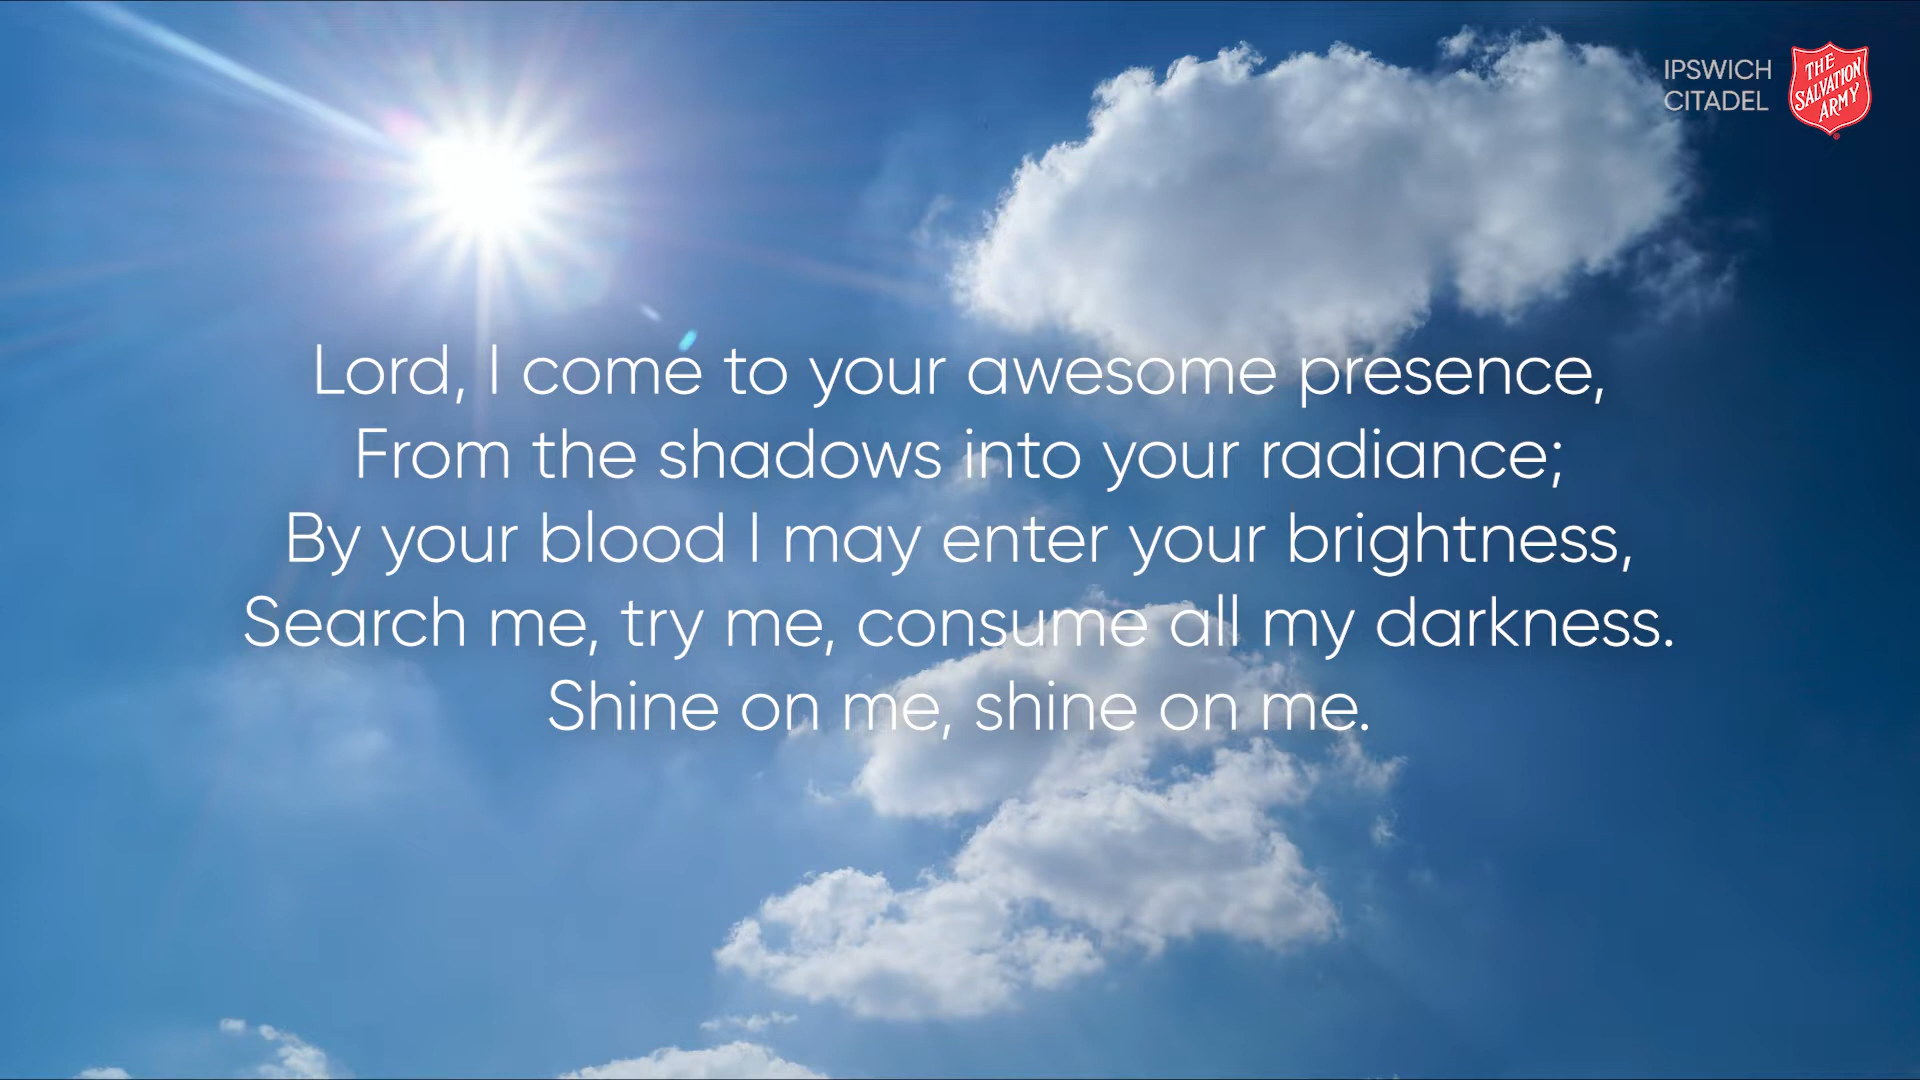 IPSWICH
CITADEL
THE
SALVATION
ARMY
Lord, I come to your awesome presence,
From the shadows into your radiance;
By your blood I may enter your brightness,
Search me, try me, consume all my darkness.
Shine on me, shine on me.